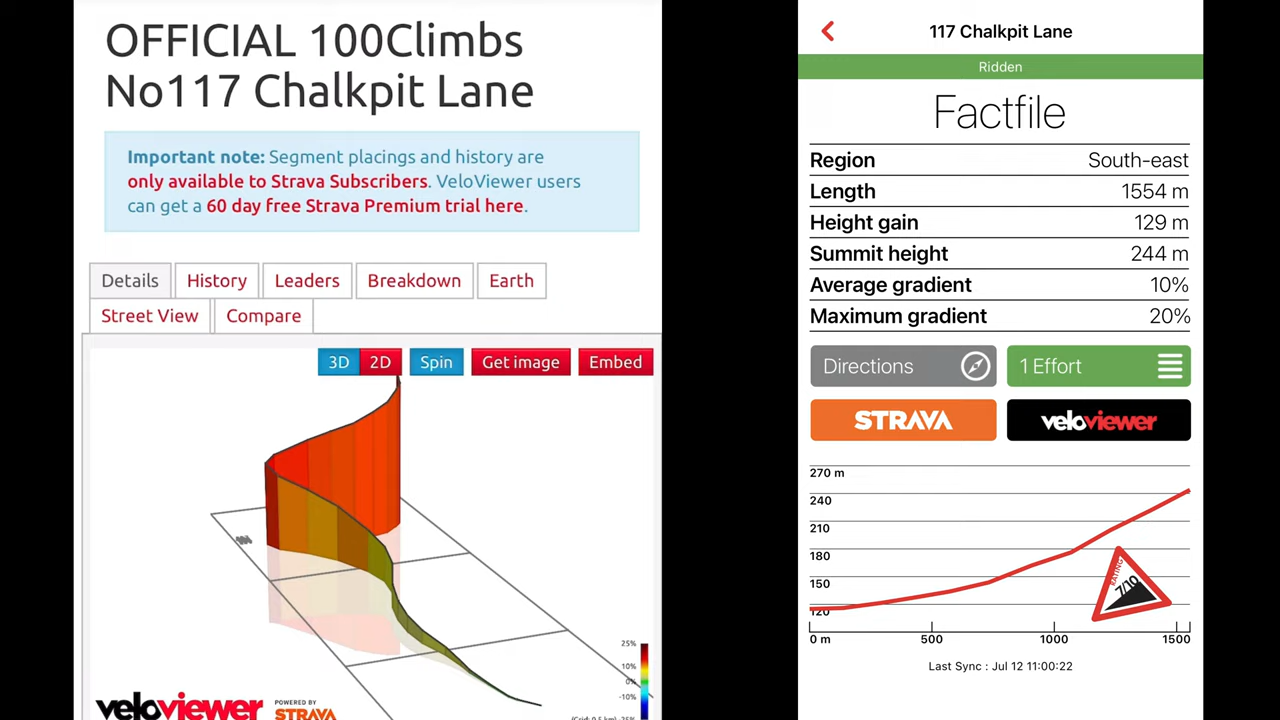 OFFICIAL 100Climbs
No117 Chalkpit Lane
Important note: Segment placings and history are
only available to Strava Subscribers. VeloViewer users
can get a 60 day free Strava Premium trial here.
Details
History
Leaders
Breakdown
Earth
Street View
Compare
3D
2D
Spin
Get image
Embed
25%
10%
0%
-10%
veloviewer
POWERED BY
STRAVA
117 Chalkpit Lane
Ridden
Factfile
Region South-east
Length 1554 m
Height gain 129 m
Summit height 244 m
Average gradient 10%
Maximum gradient 20%
Directions
1 Effort
STRAVA
veloviewer
270 m
240
210
180
150
120
RATING
7/10
0 m 500 1000 1500
Last Sync : Jul 12 11:00:22